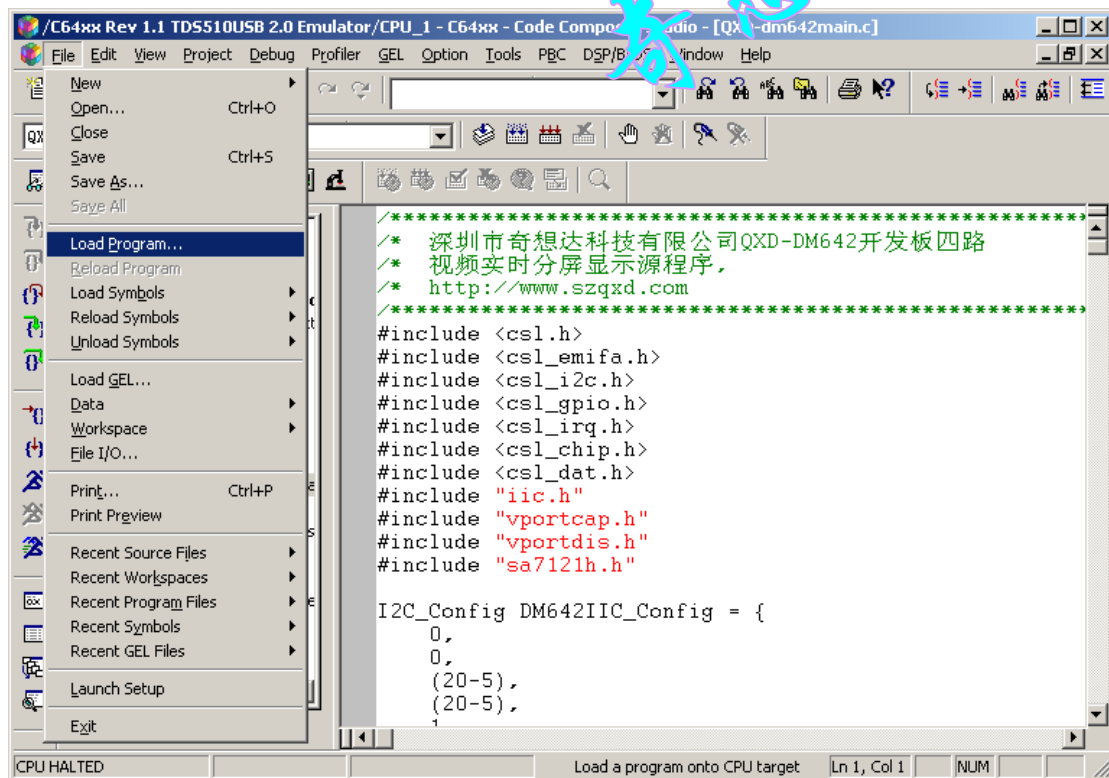 /C64xx Rev 1.1 TDS510USB 2.0 Emulator/CPU_1 - C64xx - Code Compo
File Edit View Project Debug Profiler GEL Option Tools PBC Window Help
New
Open... Ctrl+O
Close
Save Ctrl+S
Save As...
Save All
Load Program...
Reload Program
Load Symbols
Reload Symbols
Unload Symbols
Load GEL...
Data
Workspace
File I/O...
Print... Ctrl+P
Print Preview
Recent Source Files
Recent Workspaces
Recent Program Files
Recent Symbols
Recent GEL Files
Launch Setup
Exit
/******************************************************
/* 深圳市奇想达科技有限公司QXD-DM642开发板四路
/* 视频实时分屏显示源程序,
/* http://www.szqxd.com
/******************************************************
#include <csl.h>
#include <csl_emifa.h>
#include <csl_i2c.h>
#include <csl_gpio.h>
#include <csl_irq.h>
#include <csl_chip.h>
#include <csl_dat.h>
#include "iic.h"
#include "vportcap.h"
#include "vportdis.h"
#include "sa7121h.h"
I2C_Config DM642IIC_Config = {
0,
0,
(20-5),
(20-5),
CPU HALTED Load a program onto CPU target Ln 1, Col 1 NUM